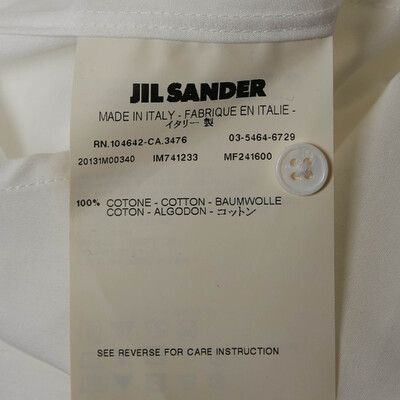 JIL SANDER
MADE IN ITALY - FABRIQUE EN ITALIE -
イタリー 製
RN.104642-CA.3476 03-5464-6729
20131M00340 IM741233 MF241600
100% COTONE - COTTON - BAUMWOLLE
COTON - ALGODON - コットン
SEE REVERSE FOR CARE INSTRUCTION